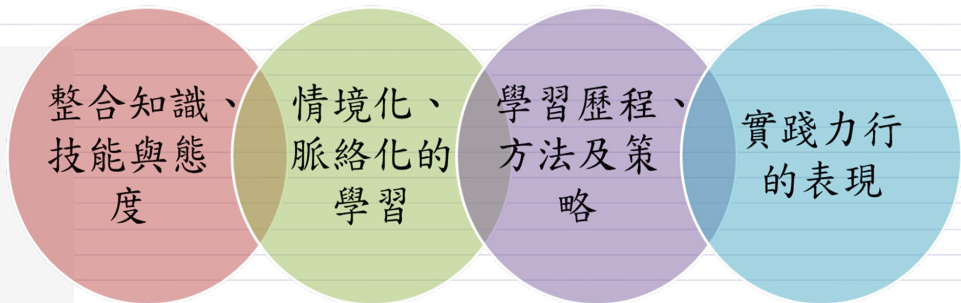 整合知識、
技能與態
度
情境化、
脈絡化的
學習
學習歷程、
方法及策
略
實踐力行
的表現